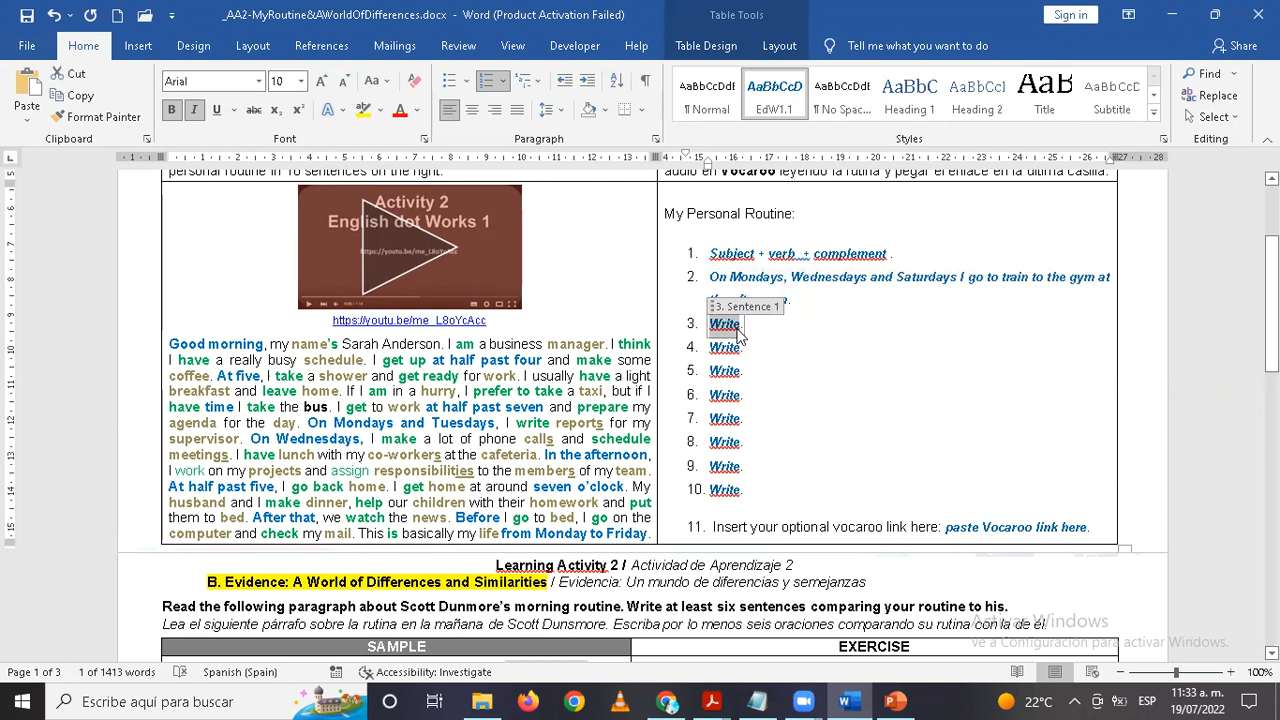 _AA2-MyRoutine&AWorldOfDifferences.docx - Word (Product Activation Failed)
Table Tools
Sign in
File Home Insert Design Layout References Mailings Review View Developer Help Table Design Layout Tell me what you want to do Share
Paste
Cut
Copy
Format Painter
Clipboard
Arial 10
Font
Paragraph
AaBbCcDdE AaBbCcD AaBbCcDdE AaBbC AaBbCcI AaB AaBbCcD
¶ Normal EdW1.1 ¶ No Spac... Heading 1 Heading 2 Title Subtitle
Styles
Find
Replace
Select
Editing
personal routine in 10 sentences on the right.
audio en Vocaroo leyendo la rutina y pegar el enlace en la última casilla.
Activity 2
English dot Works 1
https://youtu.be/me_L8oYcAcc
https://youtu.be/me_L8oYcAcc
Good morning, my name's Sarah Anderson. I am a business manager. I think
I have a really busy schedule. I get up at half past four and make some
coffee. At five, I take a shower and get ready for work. I usually have a light
breakfast and leave home. If I am in a hurry, I prefer to take a taxi, but if I
have time I take the bus. I get to work at half past seven and prepare my
agenda for the day. On Mondays and Tuesdays, I write reports for my
supervisor. On Wednesdays, I make a lot of phone calls and schedule
meetings. I have lunch with my co-workers at the cafeteria. In the afternoon,
I work on my projects and assign responsibilities to the members of my team.
At half past five, I go back home. I get home at around seven o'clock. My
husband and I make dinner, help our children with their homework and put
them to bed. After that, we watch the news. Before I go to bed, I go on the
computer and check my mail. This is basically my life from Monday to Friday.
My Personal Routine:
1. Subject + verb + complement .
2. On Mondays, Wednesdays and Saturdays I go to train to the gym at
3. Sentence 1
3. Write.
4. Write.
5. Write.
6. Write.
7. Write.
8. Write.
9. Write.
10. Write.
11. Insert your optional vocaroo link here: paste Vocaroo link here.
Learning Activity 2 / Actividad de Aprendizaje 2
B. Evidence: A World of Differences and Similarities / Evidencia: Un mundo de diferencias y semejanzas
Read the following paragraph about Scott Dunmore's morning routine. Write at least six sentences comparing your routine to his.
Lea el siguiente párrafo sobre la rutina en la mañana de Scott Dunsmore. Escriba por lo menos seis oraciones comparando su rutina con la de él.
SAMPLE EXERCISE
Activar Windows
Ve a Configuración para activar Windows.
Page 1 of 3 1 of 1413 words Spanish (Spain) Accessibility: Investigate 100%
Escribe aquí para buscar
22°C ESP
11:33 a. m.
19/07/2022